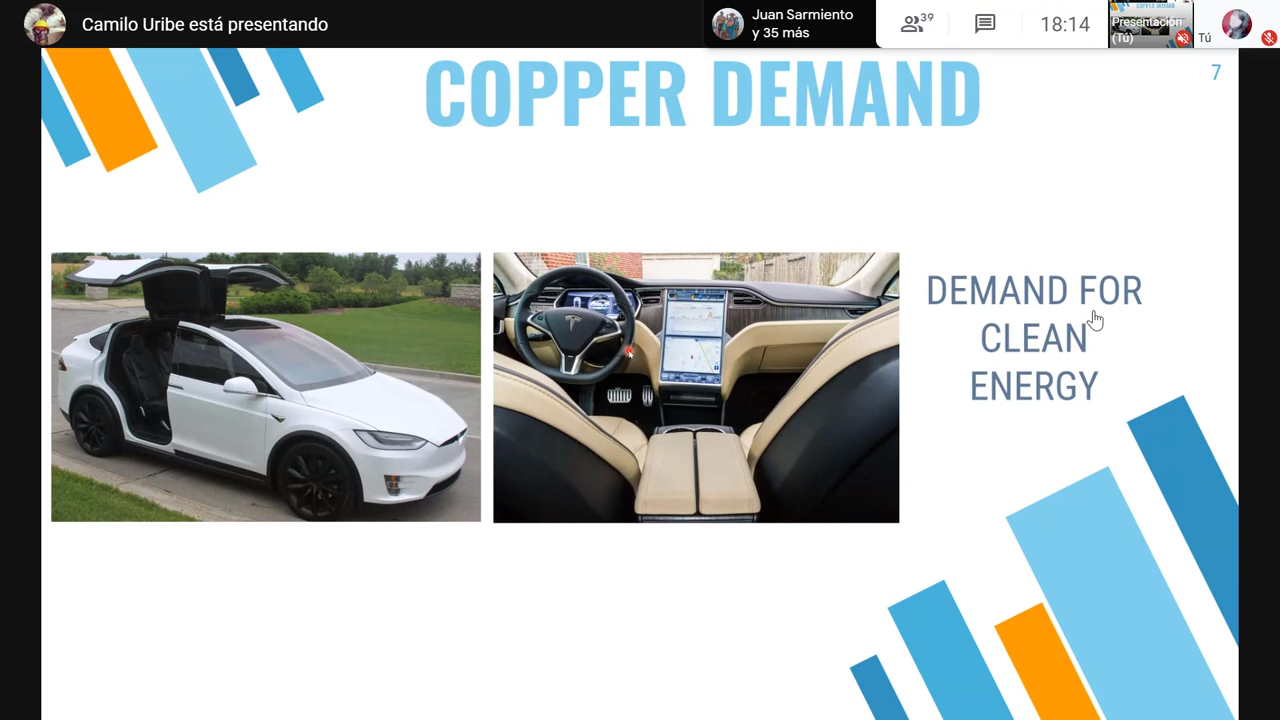 Camilo Uribe está presentando
Juan Sarmiento
y 35 más
39
18:14
Presentación
(Tú)
Tú
7
COPPER DEMAND
DEMAND FOR
CLEAN
ENERGY